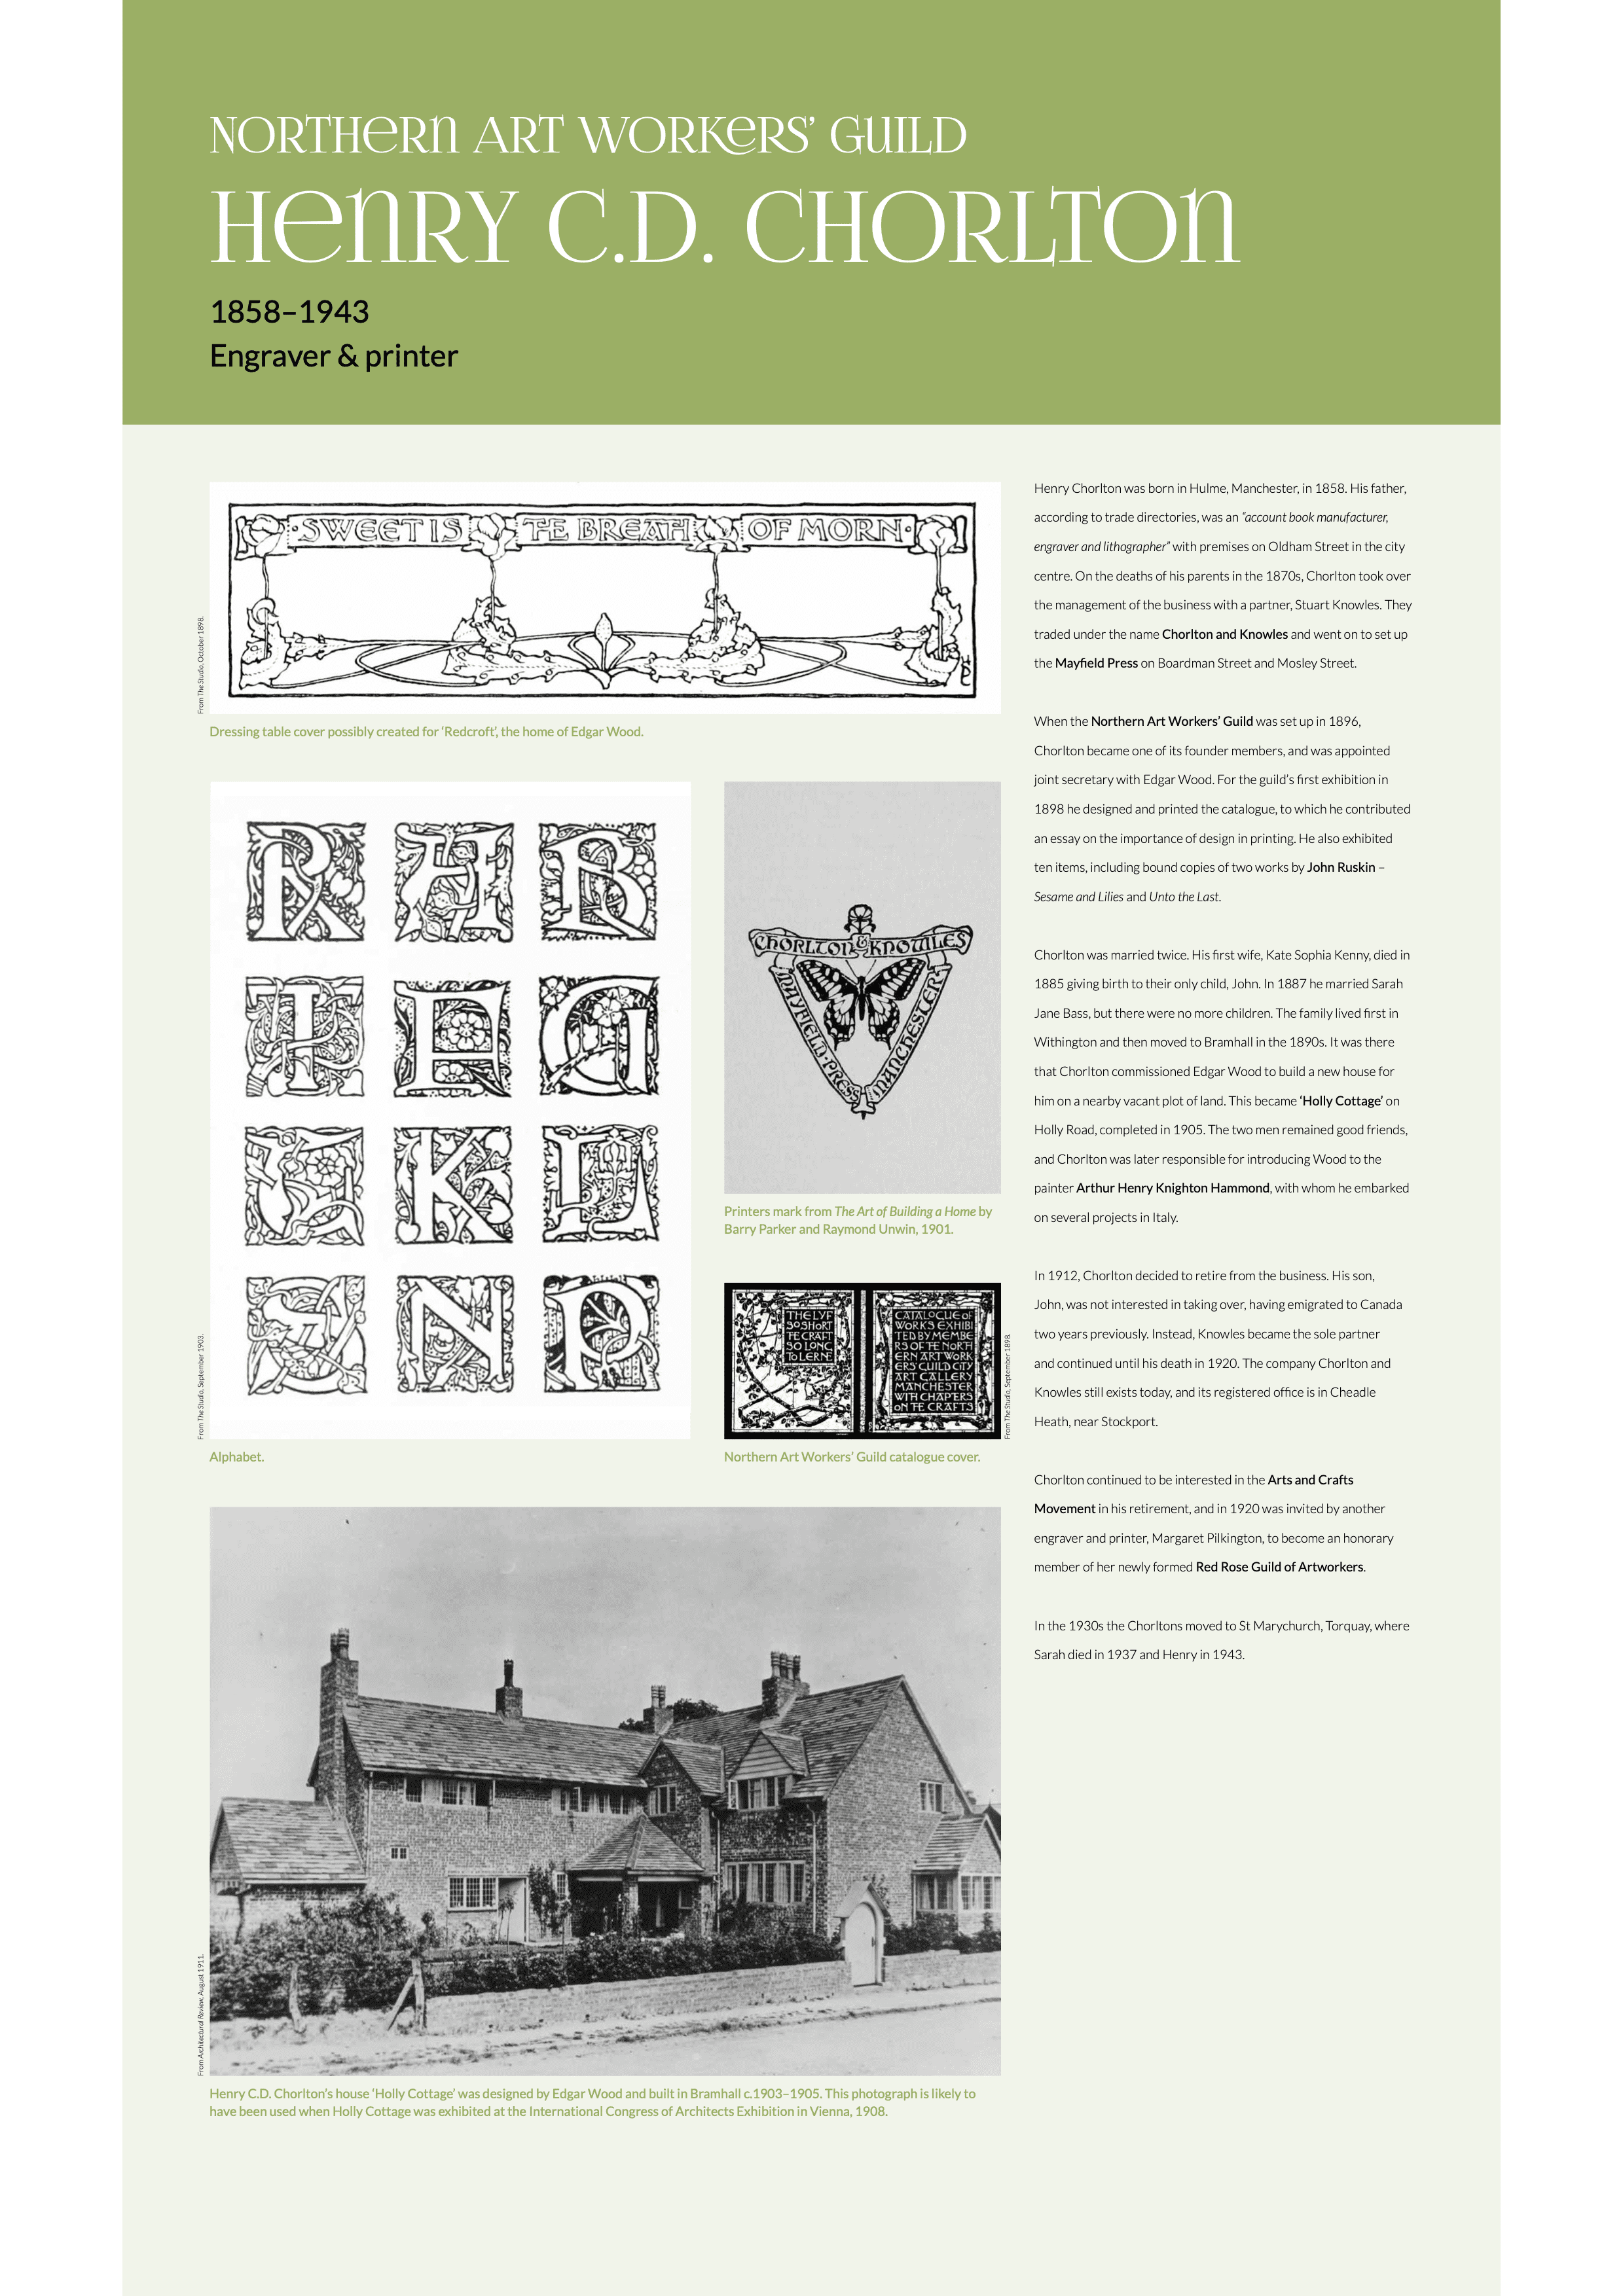 NORTHERN ART WORKERS’ GUILD
HENRY C.D. CHORLTON
1858–1943
Engraver & printer
·SWEET IS TE BREATH OF MORN·
From The Studio, October 1898.
Dressing table cover possibly created for ‘Redcroft’, the home of Edgar Wood.
R A B
T E G
K L
N P
From The Studio, September 1903.
Alphabet.
CHORLTON & KNOWLES
MAYFIELD·PRESS MANCHESTER
Printers mark from The Art of Building a Home by
Barry Parker and Raymond Unwin, 1901.
THE LYF
SO SHORT
TE CRAFT
SO LONG
TO LERNE
CATALOGUE OF
WORKS EXHIBI
TED BY MEMBE
RS OF TE NORTH
ERN ART WORK
ERS GUILD CITY
ART GALLERY
MANCHESTER
WITH CHAPERS
ON TE CRAFTS
From The Studio, September 1898.
Northern Art Workers’ Guild catalogue cover.
From Architectural Review, August 1911.
Henry C.D. Chorlton’s house ‘Holly Cottage’ was designed by Edgar Wood and built in Bramhall c.1903–1905. This photograph is likely to
have been used when Holly Cottage was exhibited at the International Congress of Architects Exhibition in Vienna, 1908.
Henry Chorlton was born in Hulme, Manchester, in 1858. His father,
according to trade directories, was an “account book manufacturer,
engraver and lithographer” with premises on Oldham Street in the city
centre. On the deaths of his parents in the 1870s, Chorlton took over
the management of the business with a partner, Stuart Knowles. They
traded under the name Chorlton and Knowles and went on to set up
the Mayfield Press on Boardman Street and Mosley Street.
When the Northern Art Workers’ Guild was set up in 1896,
Chorlton became one of its founder members, and was appointed
joint secretary with Edgar Wood. For the guild’s first exhibition in
1898 he designed and printed the catalogue, to which he contributed
an essay on the importance of design in printing. He also exhibited
ten items, including bound copies of two works by John Ruskin –
Sesame and Lilies and Unto the Last.
Chorlton was married twice. His first wife, Kate Sophia Kenny, died in
1885 giving birth to their only child, John. In 1887 he married Sarah
Jane Bass, but there were no more children. The family lived first in
Withington and then moved to Bramhall in the 1890s. It was there
that Chorlton commissioned Edgar Wood to build a new house for
him on a nearby vacant plot of land. This became ‘Holly Cottage’ on
Holly Road, completed in 1905. The two men remained good friends,
and Chorlton was later responsible for introducing Wood to the
painter Arthur Henry Knighton Hammond, with whom he embarked
on several projects in Italy.
In 1912, Chorlton decided to retire from the business. His son,
John, was not interested in taking over, having emigrated to Canada
two years previously. Instead, Knowles became the sole partner
and continued until his death in 1920. The company Chorlton and
Knowles still exists today, and its registered office is in Cheadle
Heath, near Stockport.
Chorlton continued to be interested in the Arts and Crafts
Movement in his retirement, and in 1920 was invited by another
engraver and printer, Margaret Pilkington, to become an honorary
member of her newly formed Red Rose Guild of Artworkers.
In the 1930s the Chorltons moved to St Marychurch, Torquay, where
Sarah died in 1937 and Henry in 1943.